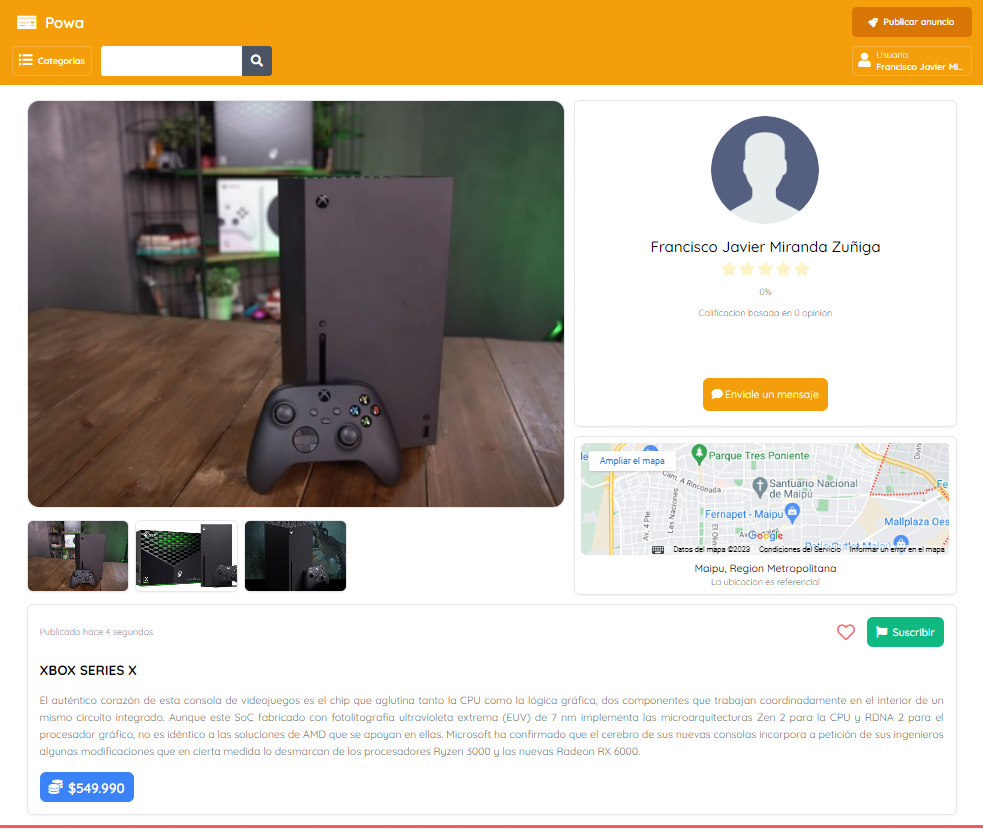 Powa
Publicar anuncio
Categorias
Usuario:
Francisco Javier Mi...
Francisco Javier Miranda Zuñiga
0%
Calificacion basada en 0 opinion
Enviale un mensaje
Ampliar el mapa
Parque Tres Poniente
Cam. A Rinconada
Santuario Nacional
de Maipú
Av. 4 Pte
Las Naciones
Fernapet - Maipu
Mallplaza Oes
Google
Datos del mapa ©2023
Condiciones del Servicio
Informar un error en el mapa
Maipu, Region Metropolitana
La ubicacion es referencial
Publicado hace 4 segundos
Suscribir
XBOX SERIES X
El auténtico corazón de esta consola de videojuegos es el chip que aglutina tanto la CPU como la lógica gráfica, dos componentes que trabajan coordinadamente en el interior de un
mismo circuito integrado. Aunque este SoC fabricado con fotolitografía ultravioleta extrema (EUV) de 7 nm implementa las microarquitecturas Zen 2 para la CPU y RDNA 2 para el
procesador gráfico, no es idéntico a las soluciones de AMD que se apoyan en ellas. Microsoft ha confirmado que el cerebro de sus nuevas consolas incorpora a petición de sus ingenieros
algunas modificaciones que en cierta medida lo desmarcan de los procesadores Ryzen 3000 y las nuevas Radeon RX 6000.
$549.990